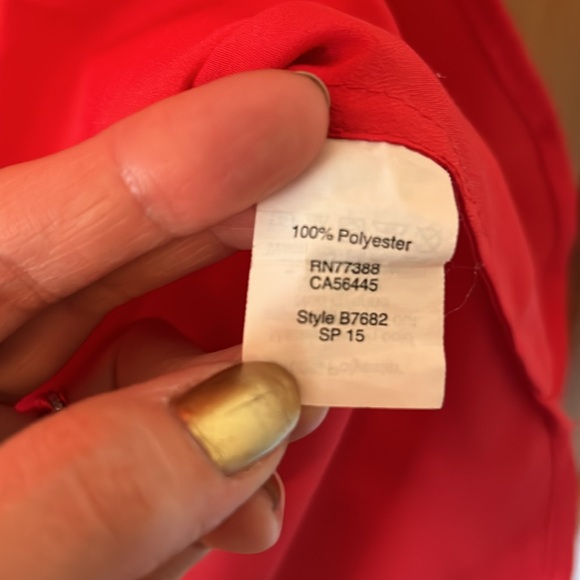 100% Polyester
RN77388
CA56445
Style B7682
SP 15